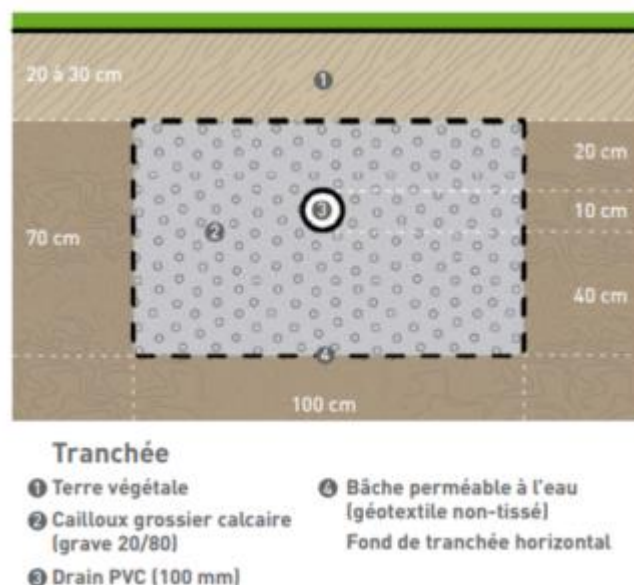 20 à 30 cm
1
20 cm
3
10 cm
70 cm
2
40 cm
4
100 cm
Tranchée
1 Terre végétale
2 Cailloux grossier calcaire
(grave 20/80)
3 Drain PVC (100 mm)
4 Bâche perméable à l'eau
(géotextile non-tissé)
Fond de tranchée horizontal